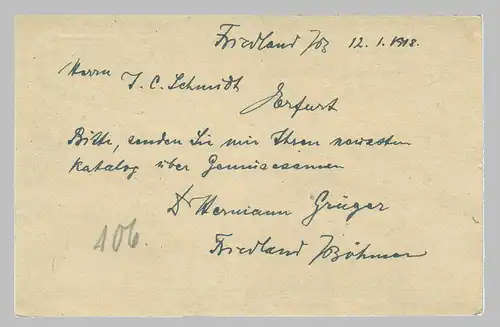 Friedland /Bö 12. 1. 1918.
Herrn J. C. Schmidt
Erfurt
Bitte, senden Sie mir Ihren neuesten
Katalog über Gemüsesamen
Dr Hermann Grüger
Friedland /Böhmen
106.